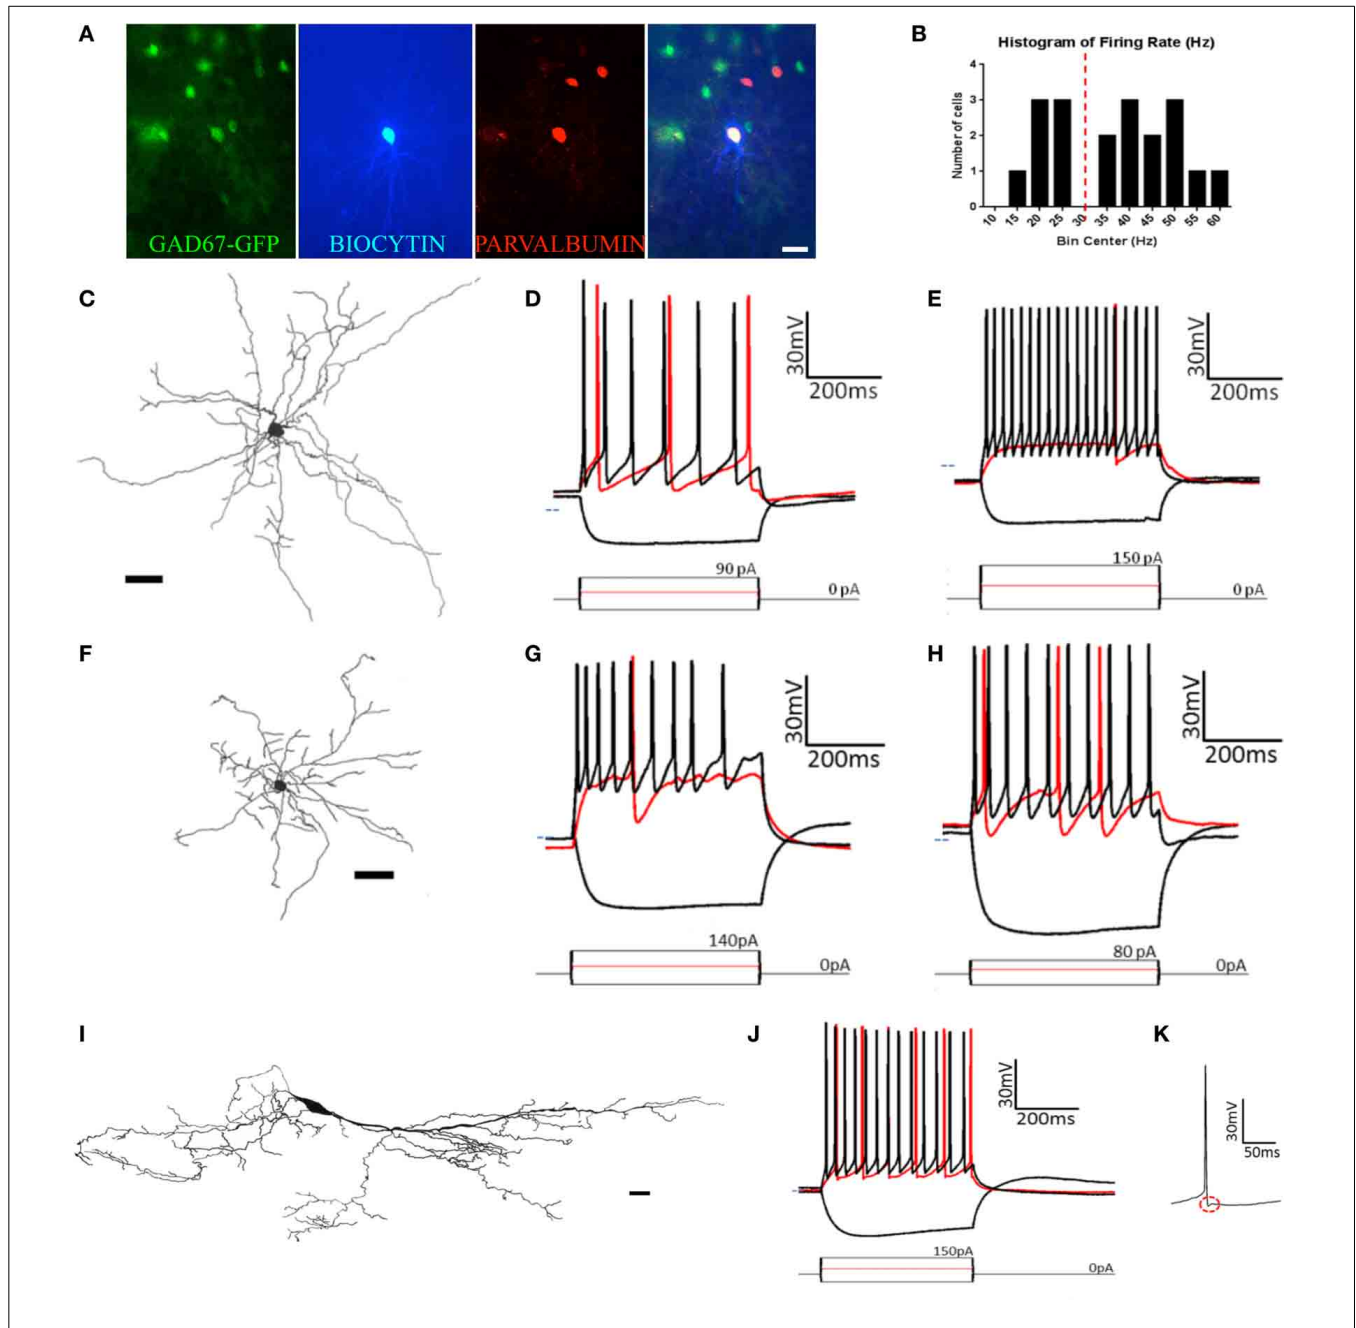 A
GAD67-GFP
BIOCYTIN
PARVALBUMIN
B
Histogram of Firing Rate (Hz)
Number of cells
4
3
2
1
0
10 15 20 25 30 35 40 45 50 55 60
Bin Center (Hz)
C
D
30mV
200ms
90 pA
0 pA
E
30mV
200ms
150 pA
0 pA
F
G
30mV
200ms
140pA
0pA
H
30mV
200ms
80 pA
0pA
I
J
30mV
200ms
150pA
0pA
K
30mV
50ms